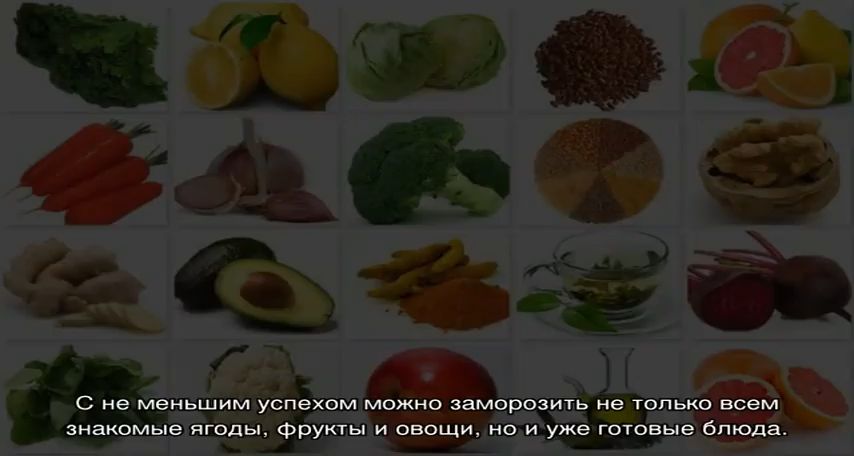 С не меньшим успехом можно заморозить не только всем
знакомые ягоды, фрукты и овощи, но и уже готовые блюда.